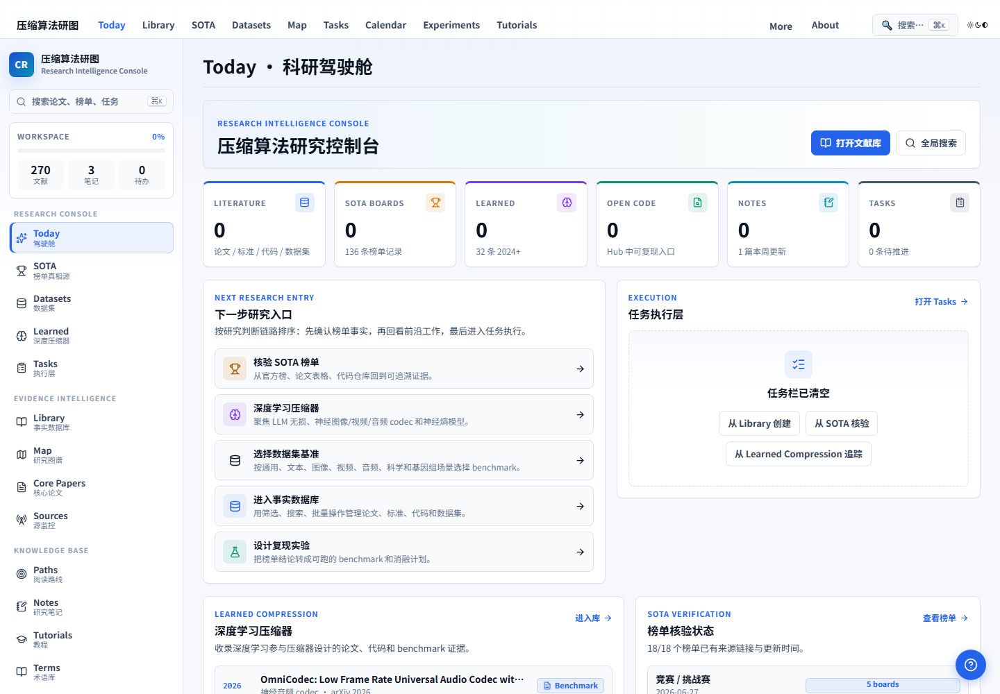 压缩算法研图
Today
Library
SOTA
Datasets
Map
Tasks
Calendar
Experiments
Tutorials
More
About
搜索…
⌘K
CR
压缩算法研图
Research Intelligence Console
搜索论文、榜单、任务
⌘K
WORKSPACE
0%
270
文献
3
笔记
0
待办
RESEARCH CONSOLE
Today
驾驶舱
SOTA
榜单真相源
Datasets
数据集
Learned
深度压缩器
Tasks
执行层
EVIDENCE INTELLIGENCE
Library
事实数据库
Map
研究图谱
Core Papers
核心论文
Sources
源监控
KNOWLEDGE BASE
Paths
阅读路线
Notes
研究笔记
Tutorials
教程
Terms
术语库
Today · 科研驾驶舱
RESEARCH INTELLIGENCE CONSOLE
压缩算法研究控制台
打开文献库
全局搜索
LITERATURE
0
论文 / 标准 / 代码 / 数据集
SOTA BOARDS
0
136 条榜单记录
LEARNED
0
32 条 2024+
OPEN CODE
0
Hub 中可复现入口
NOTES
0
1 篇本周更新
TASKS
0
0 条待推进
NEXT RESEARCH ENTRY
下一步研究入口
按研究判断链路排序：先确认榜单事实，再回看前沿工作，最后进入任务执行。
核验 SOTA 榜单
从官方榜、论文表格、代码仓库回到可追溯证据。
深度学习压缩器
聚焦 LLM 无损、神经图像/视频/音频 codec 和神经熵模型。
选择数据集基准
按通用、文本、图像、视频、音频、科学和基因组场景选择 benchmark。
进入事实数据库
用筛选、搜索、批量操作管理论文、标准、代码和数据集。
设计复现实验
把榜单结论转成可跑的 benchmark 和消融计划。
EXECUTION
任务执行层
打开 Tasks
任务栏已清空
从 Library 创建
从 SOTA 核验
从 Learned Compression 追踪
LEARNED COMPRESSION
深度学习压缩器
收录深度学习参与压缩器设计的论文、代码和 benchmark 证据。
进入库
2026
OmniCodec: Low Frame Rate Universal Audio Codec wit…
神经音频 codec · arXiv 2026
Benchmark
SOTA VERIFICATION
榜单核验状态
18/18 个榜单已有来源链接与更新时间。
查看榜单
竞赛 / 挑战赛
2026-06-27
5 boards